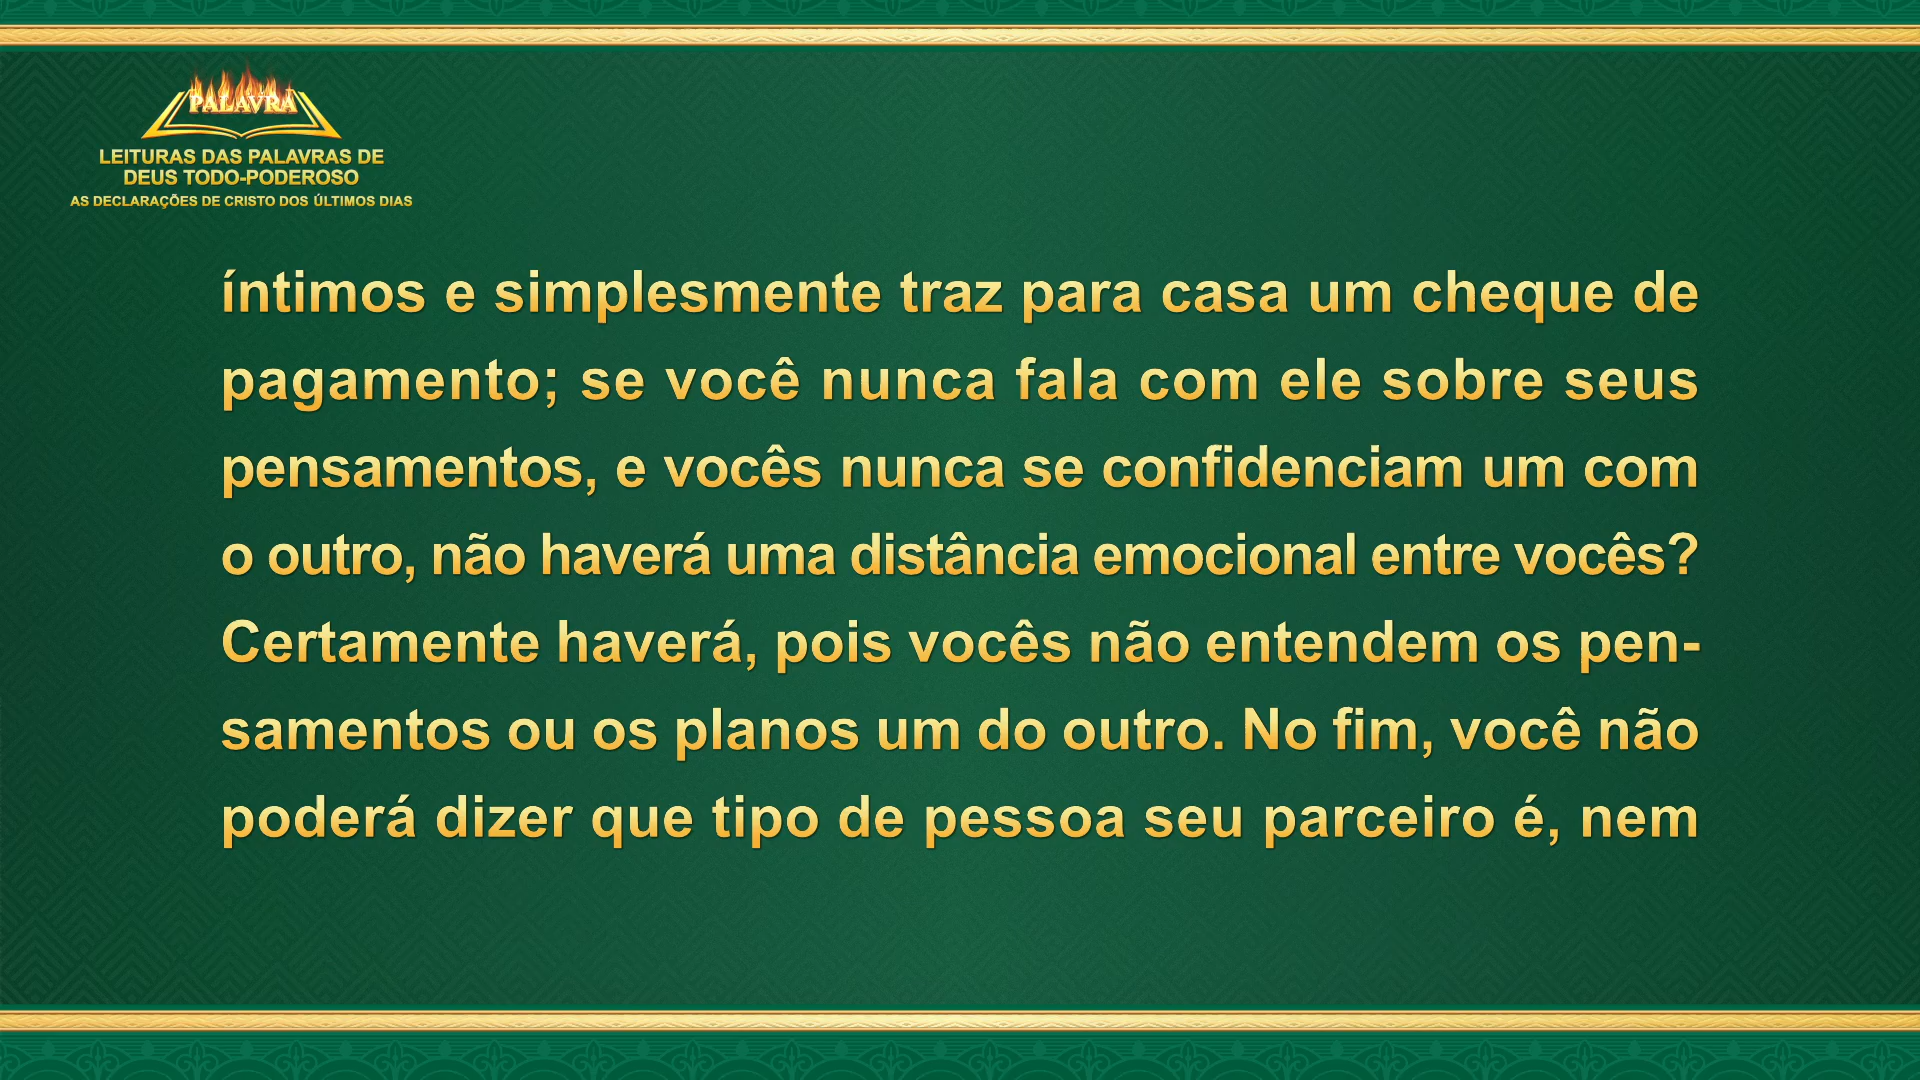 PALAVRA
LEITURAS DAS PALAVRAS DE
DEUS TODO-PODEROSO
AS DECLARAÇÕES DE CRISTO DOS ÚLTIMOS DIAS
íntimos e simplesmente traz para casa um cheque de
pagamento; se você nunca fala com ele sobre seus
pensamentos, e vocês nunca se confidenciam um com
o outro, não haverá uma distância emocional entre vocês?
Certamente haverá, pois vocês não entendem os pen-
samentos ou os planos um do outro. No fim, você não
poderá dizer que tipo de pessoa seu parceiro é, nem